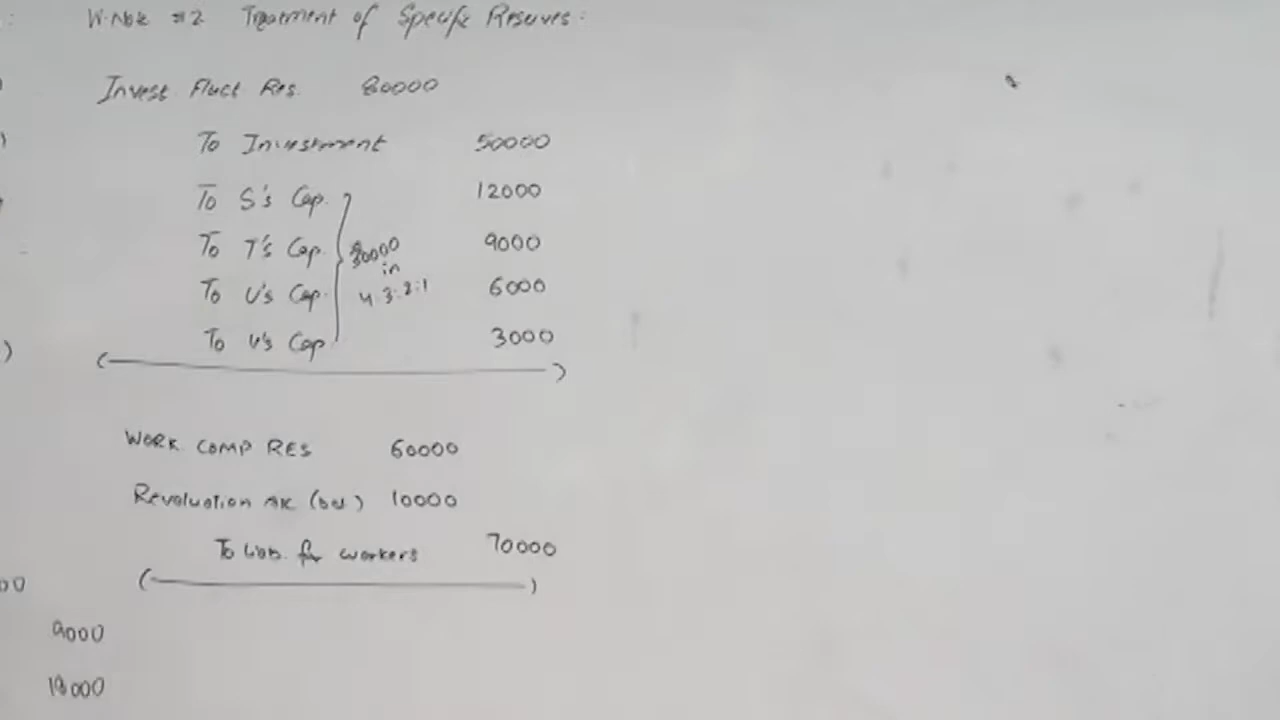 W.Note #2 Treatment of Specific Reserves:
Invest Fluct Res. 80000
To Investment 50000
To S's Cap. 12000
To T's Cap. 9000
30000
in
4:3:2:1
To U's Cap. 6000
To V's Cap 3000
WORK COMP RES 60000
Revaluation A/c (bal) 10000
To Liab. for workers 70000
00
9000
18000